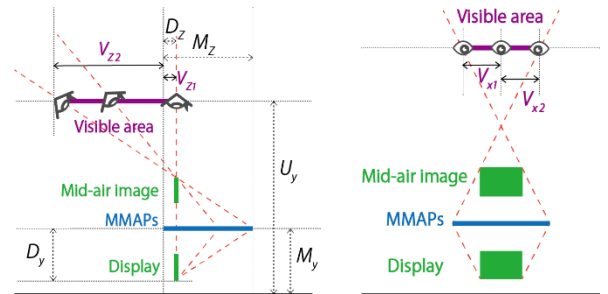 D_Z
M_Z
V_Z2
V_Z1
Visible area
U_y
Mid-air image
MMAPs
D_y
M_y
Display
Visible area
V_x1
V_x2
Mid-air image
MMAPs
Display